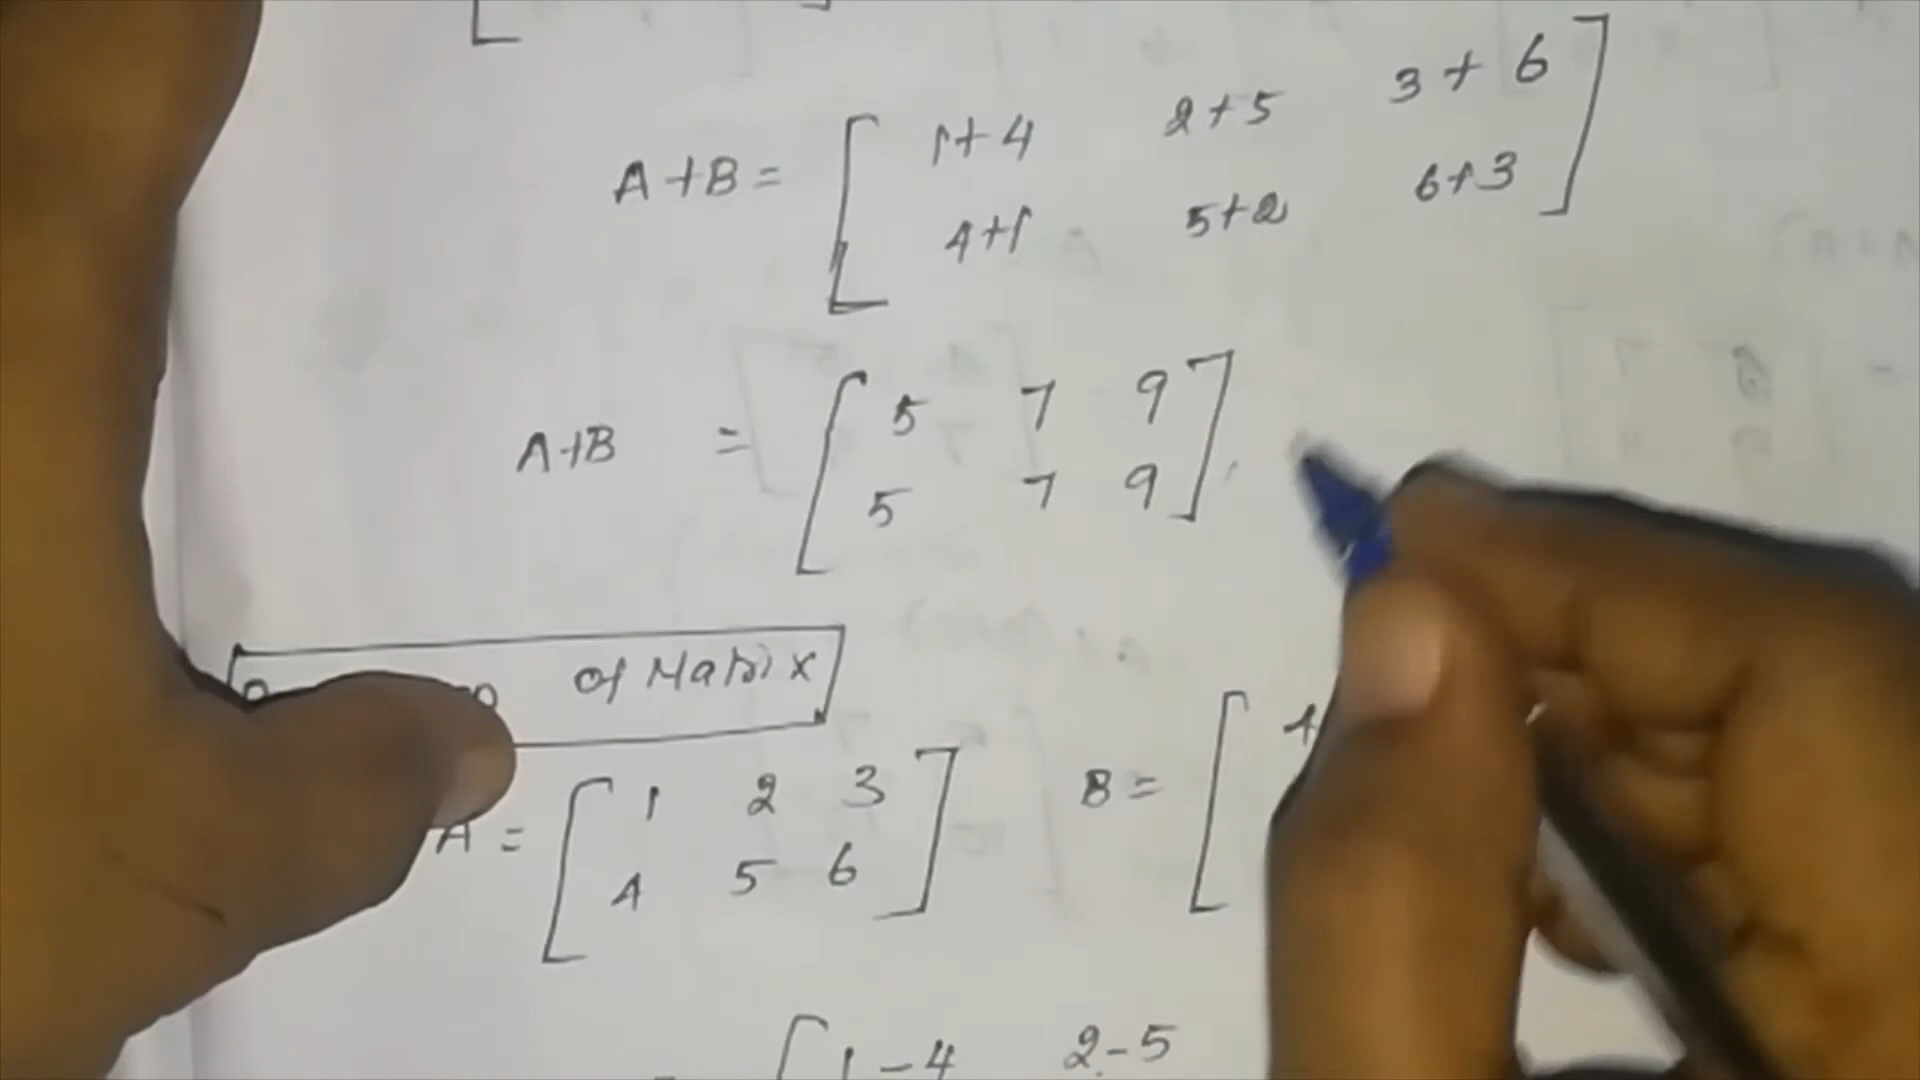 1+4 2+5 3+6
A+B =
4+1 5+2 6+3
5 7 9
A+B =
5 7 9
of Matrix
1 2 3
A = B = 4
4 5 6
1-4 2-5